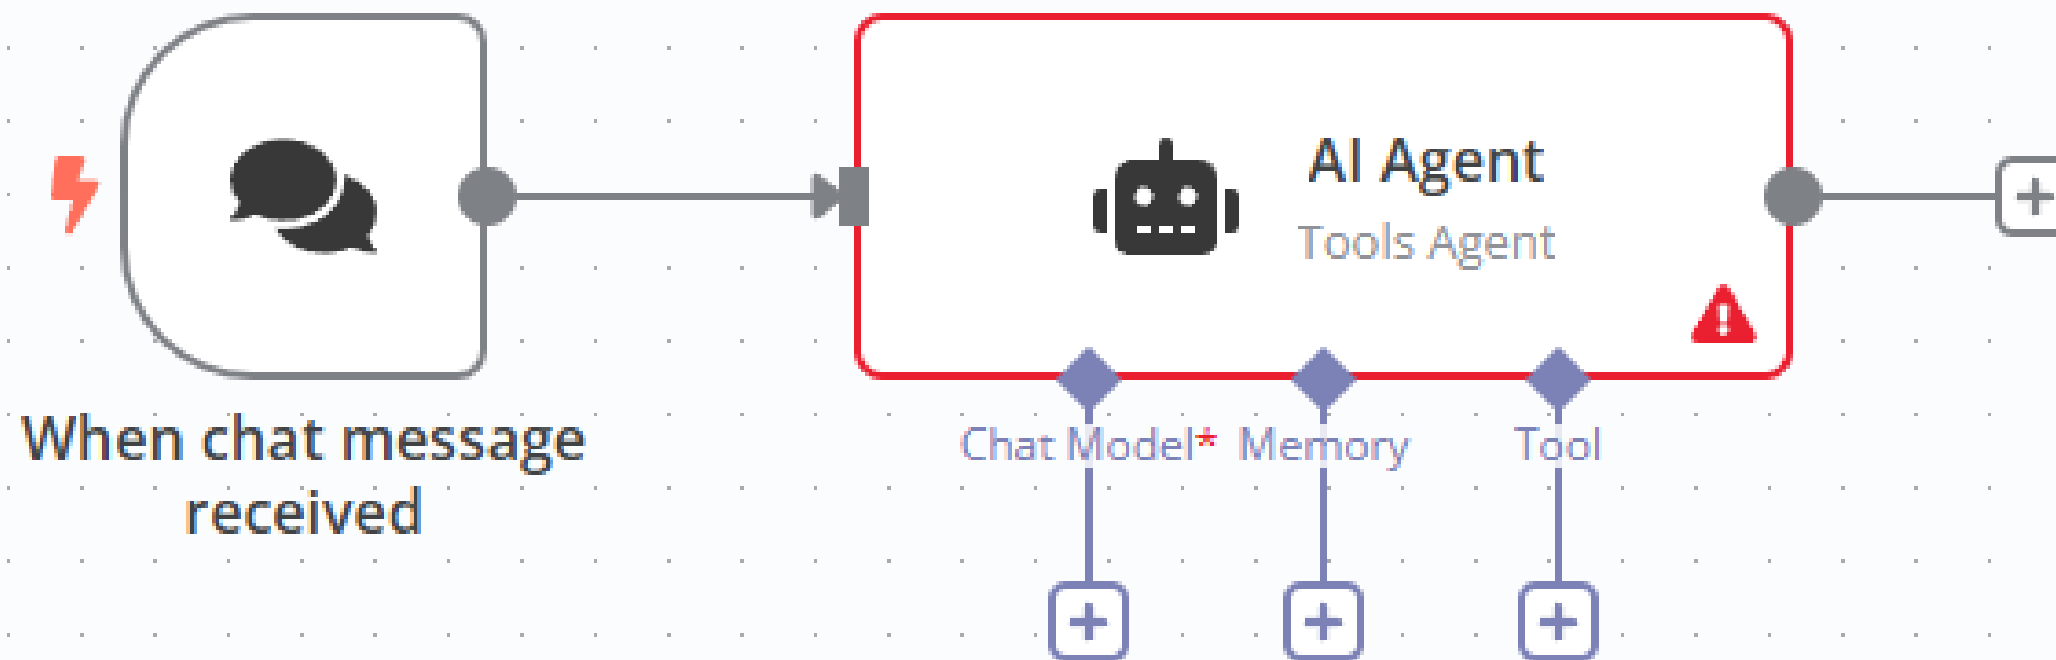 AI Agent
Tools Agent
Chat Model* Memory Tool
When chat message
received